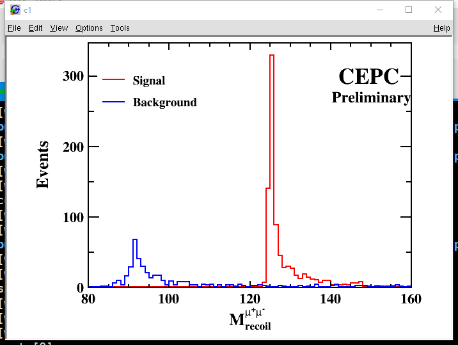 c1
File Edit View Options Tools Help
CEPC
Preliminary
Signal
Background
Events
300
200
100
0
80 100 120 140 160
M recoil μ+μ-